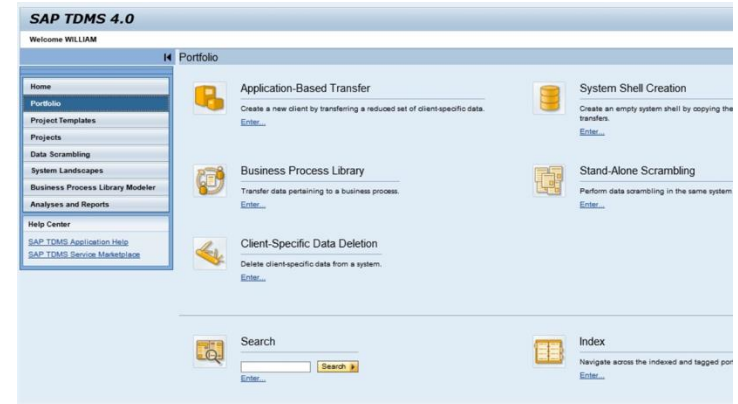 SAP TDMS 4.0
Welcome WILLIAM
Portfolio
Home
Portfolio
Project Templates
Projects
Data Scrambling
System Landscapes
Business Process Library Modeler
Analyses and Reports
Help Center
SAP TDMS Application Help
SAP TDMS Service Marketplace
Application-Based Transfer
Create a new client by transferring a reduced set of client-specific data.
Enter...
System Shell Creation
Create an empty system shell by copying the
transfers.
Enter...
Business Process Library
Transfer data pertaining to a business process.
Enter...
Stand-Alone Scrambling
Perform data scrambling in the same system
Enter...
Client-Specific Data Deletion
Delete client-specific data from a system.
Enter...
Search
Search
Enter...
Index
Navigate across the indexed and tagged por
Enter...